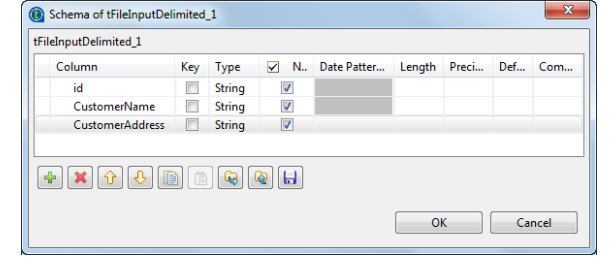 Schema of tFileInputDelimited_1
tFileInputDelimited_1
Column Key Type N.. Date Patter... Length Preci... Def... Com...
id String
CustomerName String
CustomerAddress String
OK Cancel